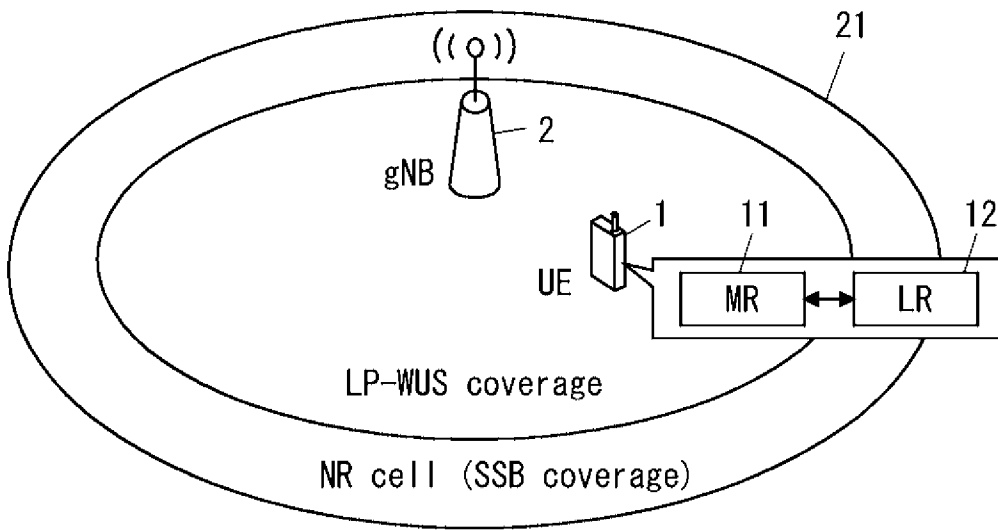 21
2
gNB
1
11
12
UE
MR
LR
LP-WUS coverage
NR cell (SSB coverage)